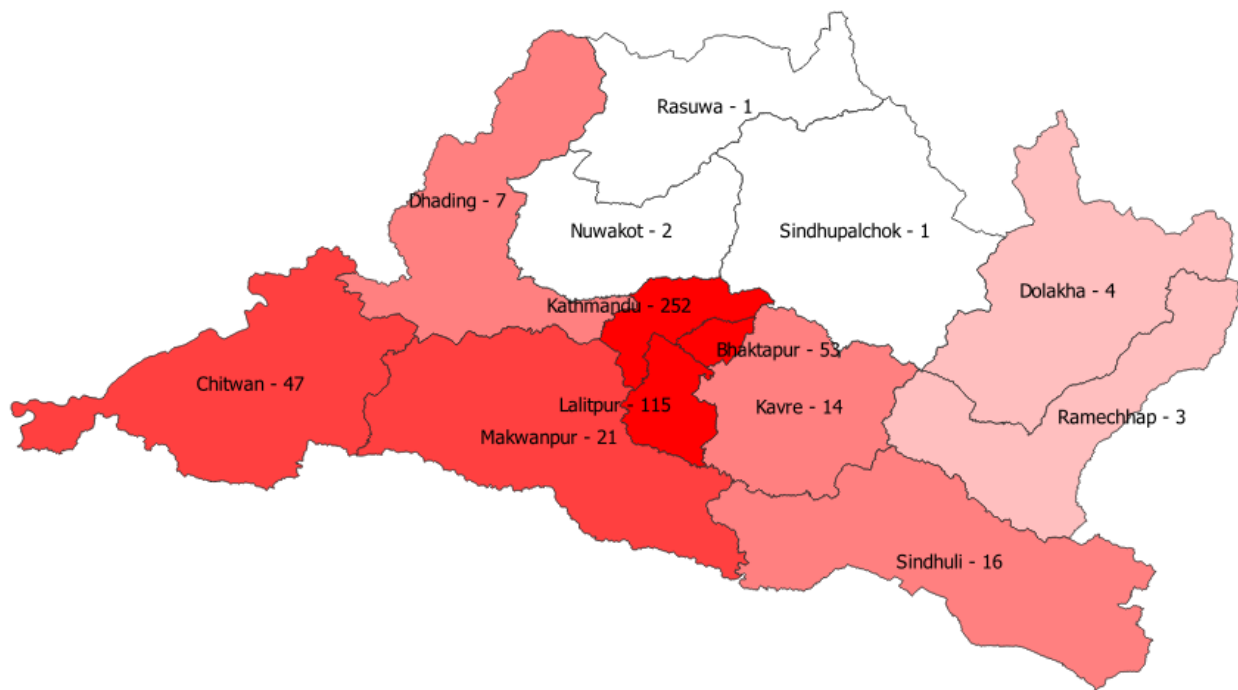 Rasuwa - 1
Dhading - 7
Nuwakot - 2
Sindhupalchok - 1
Dolakha - 4
Kathmandu - 252
Bhaktapur - 53
Chitwan - 47
Lalitpur - 115
Kavre - 14
Ramechhap - 3
Makwanpur - 21
Sindhuli - 16